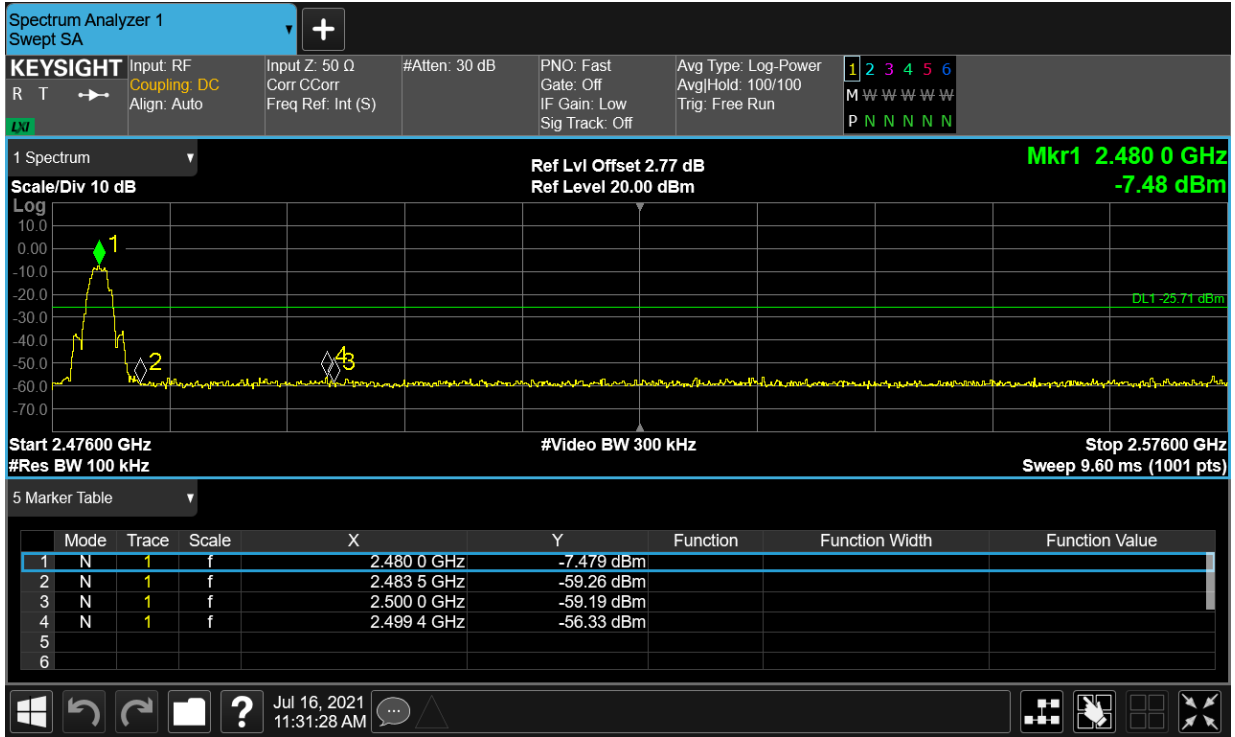 Spectrum Analyzer 1
Swept SA
KEYSIGHT
R T
LXI
Input: RF
Coupling: DC
Align: Auto
Input Z: 50 Ω
Corr CCorr
Freq Ref: Int (S)
#Atten: 30 dB
PNO: Fast
Gate: Off
IF Gain: Low
Sig Track: Off
Avg Type: Log-Power
Avg|Hold: 100/100
Trig: Free Run
1 2 3 4 5 6
M W W W W W
P N N N N N
1 Spectrum
Scale/Div 10 dB
Ref Lvl Offset 2.77 dB
Ref Level 20.00 dBm
Mkr1 2.480 0 GHz
-7.48 dBm
Log
10.0
0.00
-10.0
-20.0
-30.0
-40.0
-50.0
-60.0
-70.0
1
2
4
3
DL1 -25.71 dBm
Start 2.47600 GHz
#Res BW 100 kHz
#Video BW 300 kHz
Stop 2.57600 GHz
Sweep 9.60 ms (1001 pts)
5 Marker Table
Mode Trace Scale X Y Function Function Width Function Value
1 N 1 f 2.480 0 GHz -7.479 dBm
2 N 1 f 2.483 5 GHz -59.26 dBm
3 N 1 f 2.500 0 GHz -59.19 dBm
4 N 1 f 2.499 4 GHz -56.33 dBm
5
6
?
Jul 16, 2021
11:31:28 AM